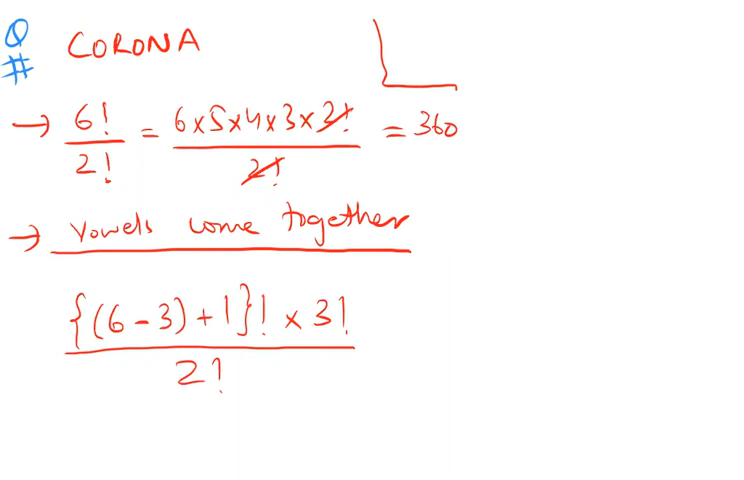 Q CORONA
#
→ 6!/2! = 6×5×4×3×2!/2! = 360
→ Vowels come together
{(6-3)+1}! × 3!/2!